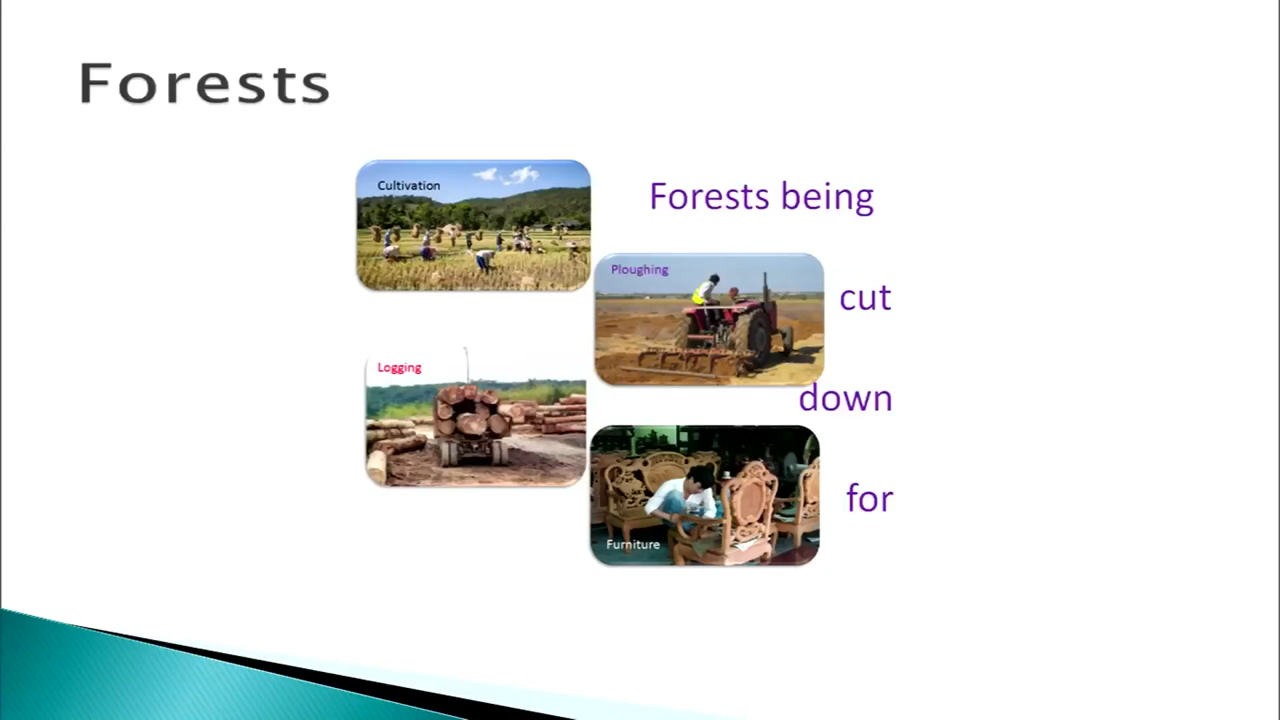 Forests
Cultivation
Forests being
Ploughing
cut
Logging
down
for
Furniture